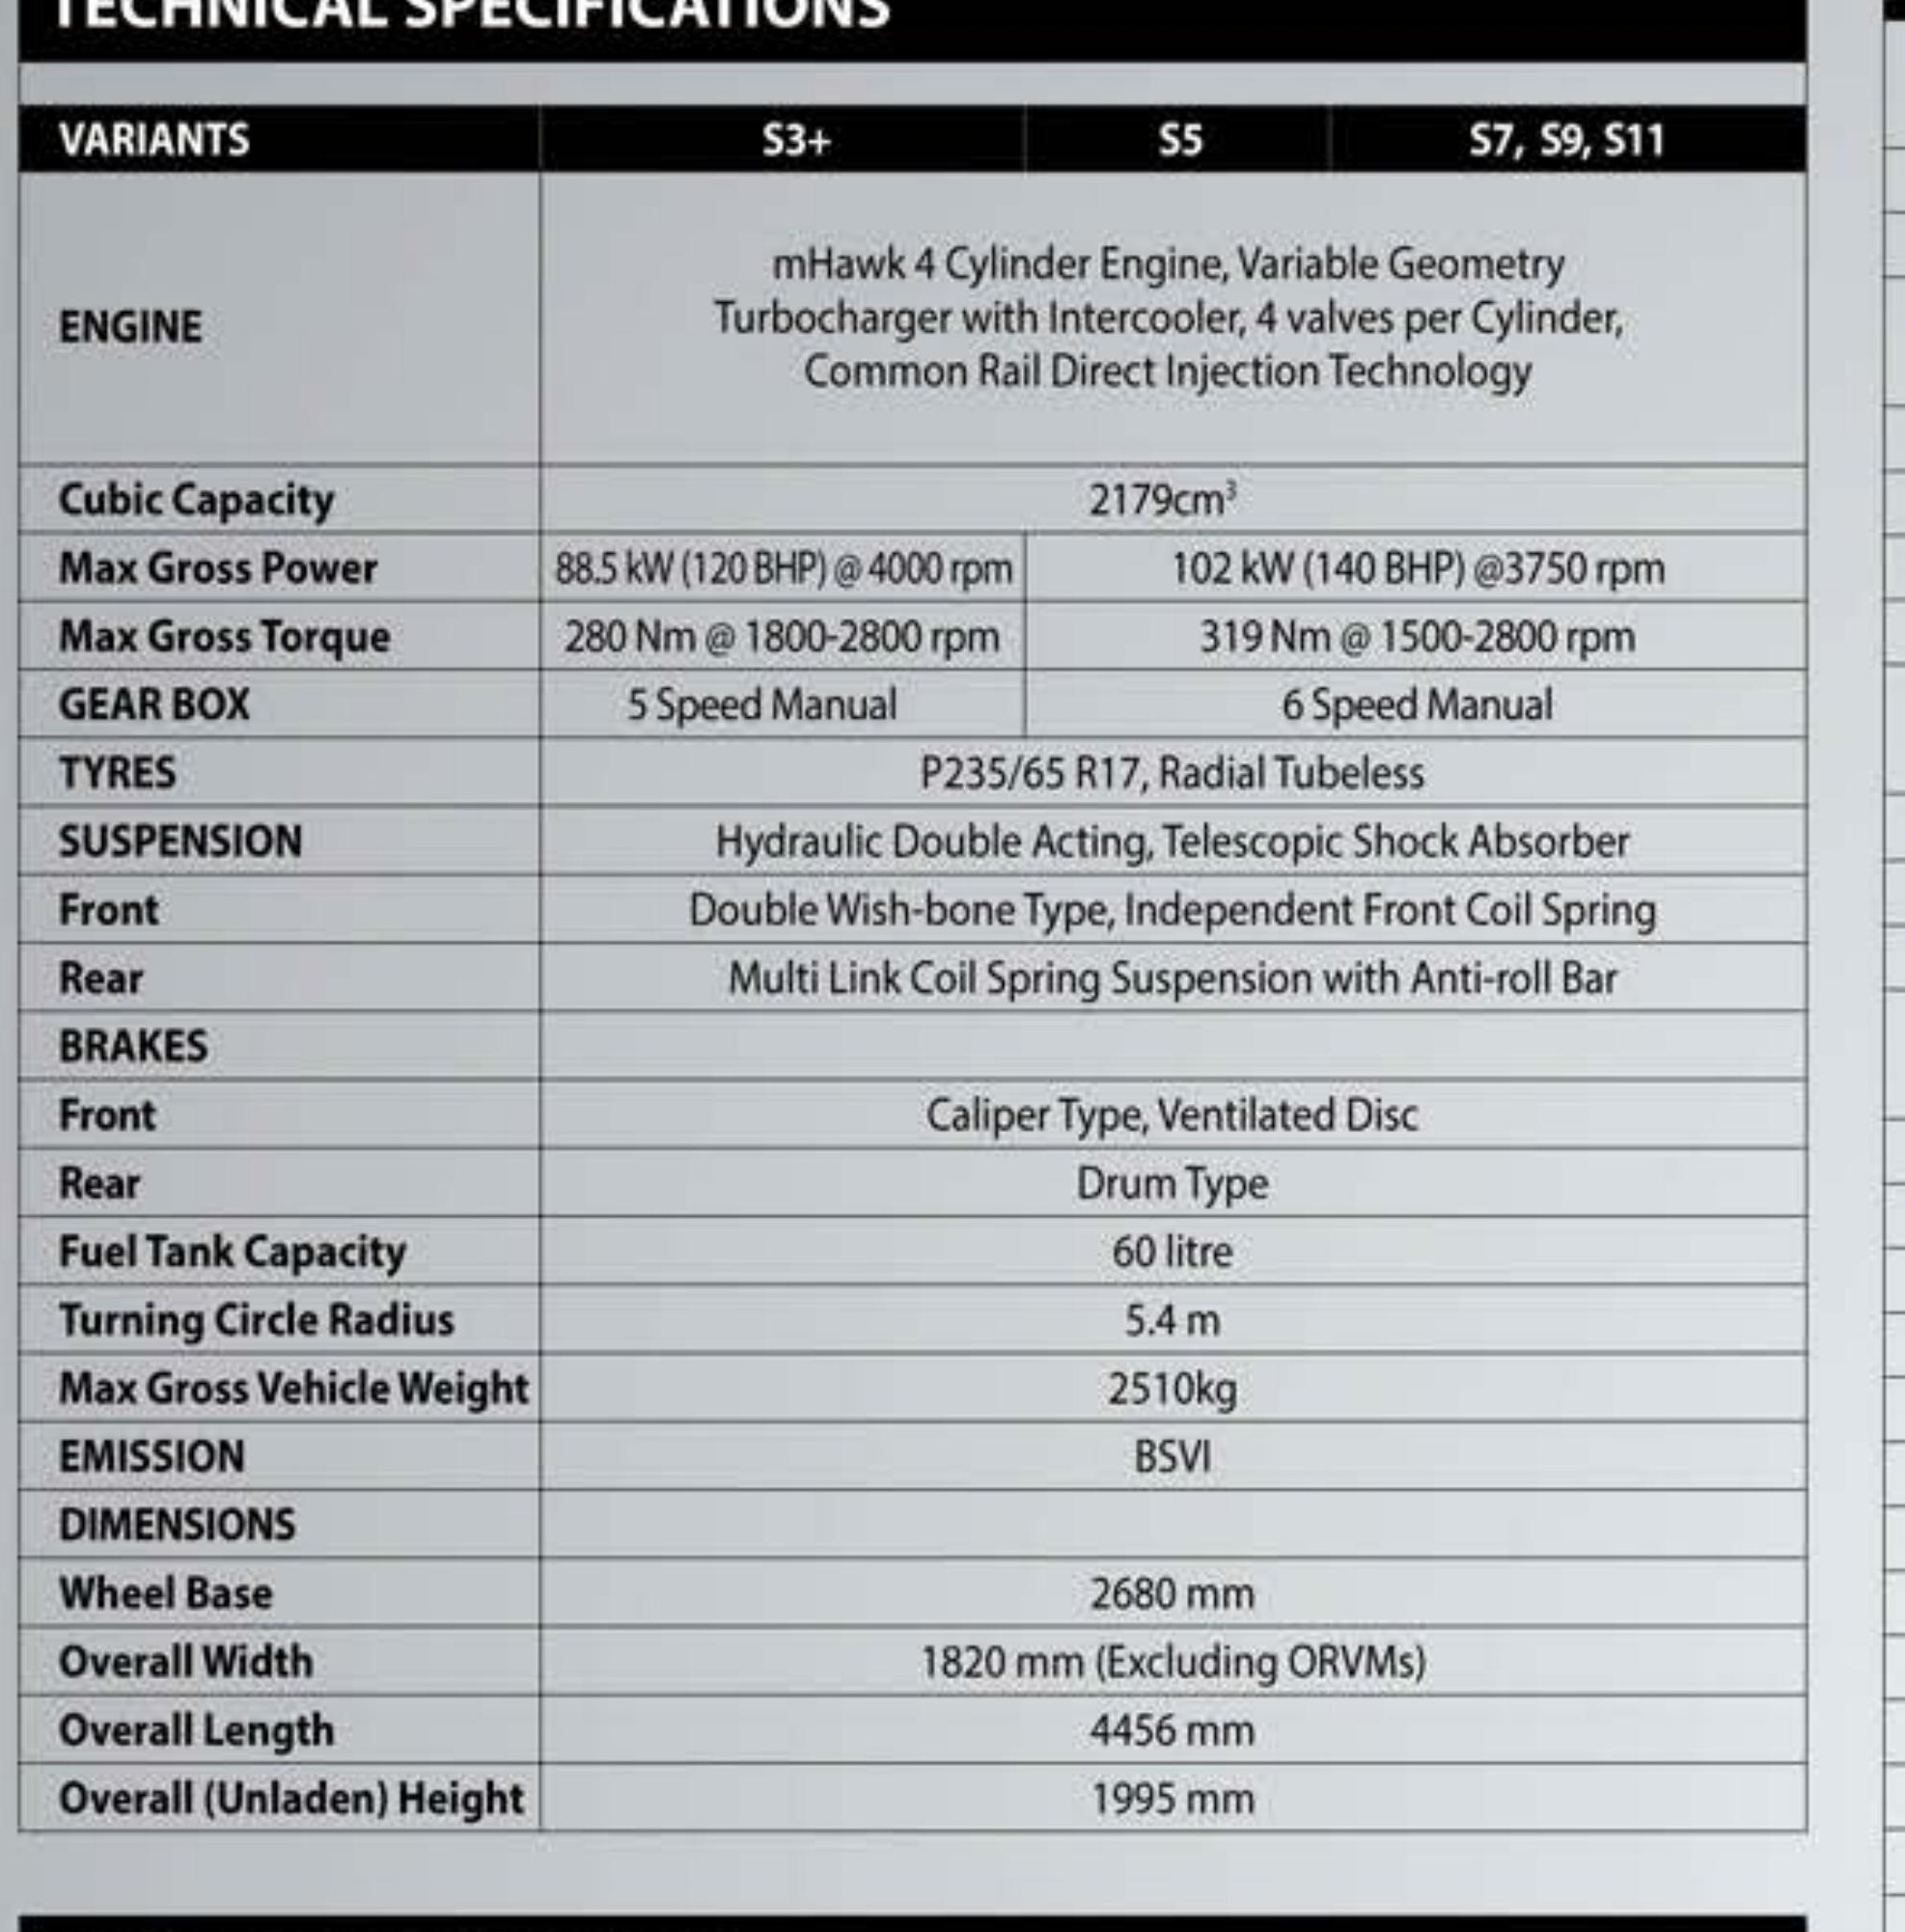 TECHNICAL SPECIFICATIONS
VARIANTS S3+ S5 S7, S9, S11
ENGINE
mHawk 4 Cylinder Engine, Variable Geometry
Turbocharger with Intercooler, 4 valves per Cylinder,
Common Rail Direct Injection Technology
Cubic Capacity 2179cm³
Max Gross Power 88.5 kW (120 BHP) @ 4000 rpm 102 kW (140 BHP) @3750 rpm
Max Gross Torque 280 Nm @ 1800-2800 rpm 319 Nm @ 1500-2800 rpm
GEAR BOX 5 Speed Manual 6 Speed Manual
TYRES P235/65 R17, Radial Tubeless
SUSPENSION Hydraulic Double Acting, Telescopic Shock Absorber
Front Double Wish-bone Type, Independent Front Coil Spring
Rear Multi Link Coil Spring Suspension with Anti-roll Bar
BRAKES
Front Caliper Type, Ventilated Disc
Rear Drum Type
Fuel Tank Capacity 60 litre
Turning Circle Radius 5.4 m
Max Gross Vehicle Weight 2510kg
EMISSION BSVI
DIMENSIONS
Wheel Base 2680 mm
Overall Width 1820 mm (Excluding ORVMs)
Overall Length 4456 mm
Overall (Unladen) Height 1995 mm